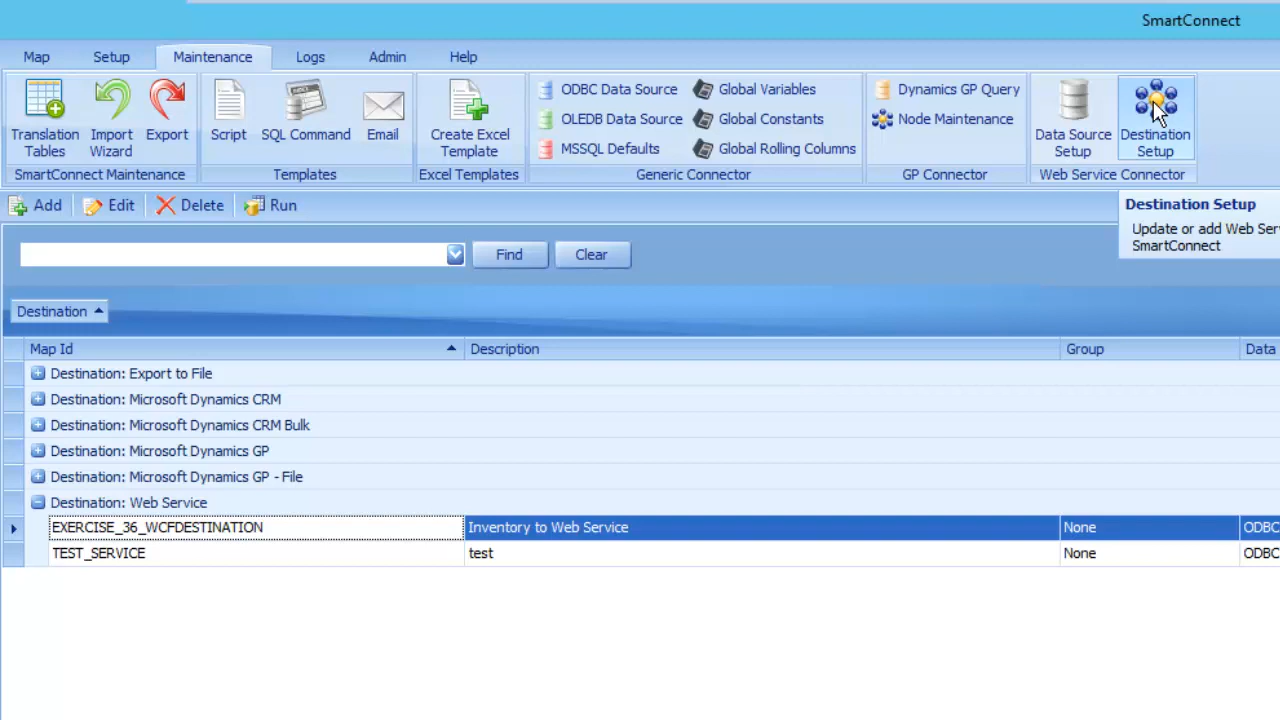 SmartConnect
Map Setup Maintenance Logs Admin Help
Translation Tables
Import Wizard
Export
SmartConnect Maintenance
Script
SQL Command
Email
Templates
Create Excel Template
Excel Templates
ODBC Data Source
OLEDB Data Source
MSSQL Defaults
Global Variables
Global Constants
Global Rolling Columns
Generic Connector
Dynamics GP Query
Node Maintenance
GP Connector
Data Source Setup
Destination Setup
Web Service Connector
Add Edit Delete Run
Destination Setup
Update or add Web Ser
SmartConnect
Find Clear
Destination
Map Id Description Group Data
Destination: Export to File
Destination: Microsoft Dynamics CRM
Destination: Microsoft Dynamics CRM Bulk
Destination: Microsoft Dynamics GP
Destination: Microsoft Dynamics GP - File
Destination: Web Service
EXERCISE_36_WCFDESTINATION Inventory to Web Service None ODBC
TEST_SERVICE test None ODBC